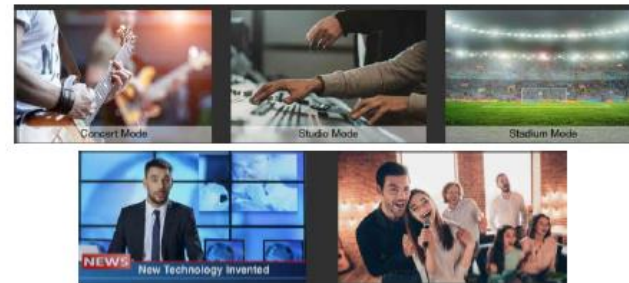 Concert Mode
Studio Mode
Stadium Mode
NEWS
New Technology Invented